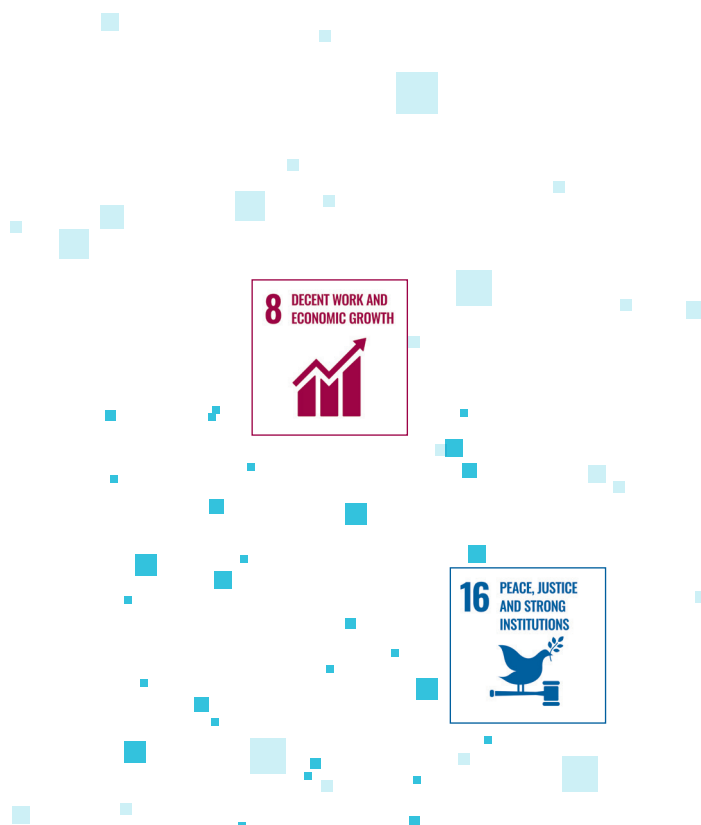 8 DECENT WORK AND
ECONOMIC GROWTH
16 PEACE, JUSTICE
AND STRONG
INSTITUTIONS